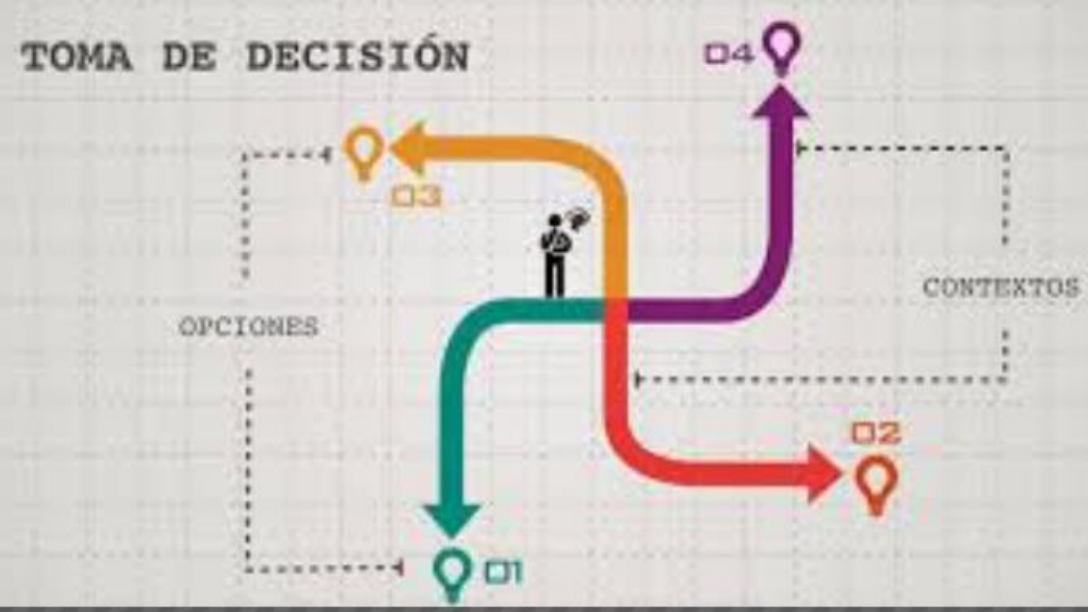 TOMA DE DECISIÓN
O4
O3
CONTEXTOS
OPCIONES
O2
O1